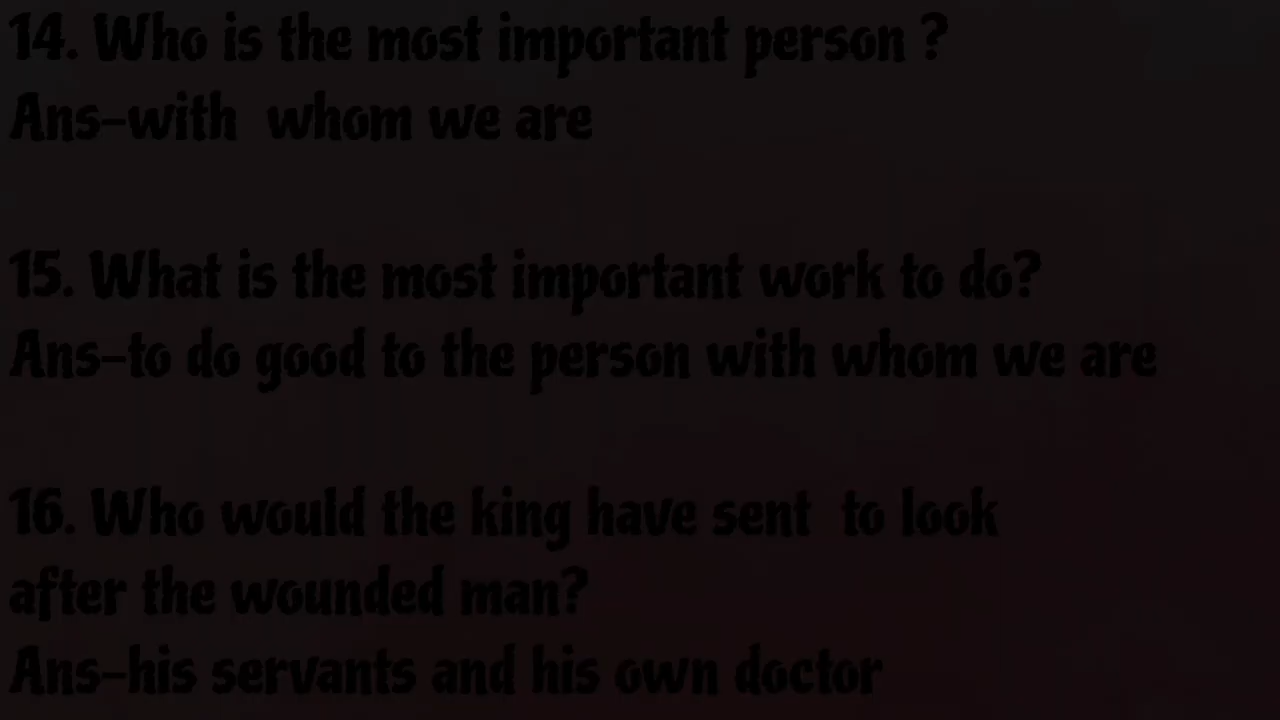 14. Who is the most important person ?
Ans-with whom we are
15. What is the most important work to do?
Ans-to do good to the person with whom we are
16. Who would the king have sent to look
after the wounded man?
Ans-his servants and his own doctor